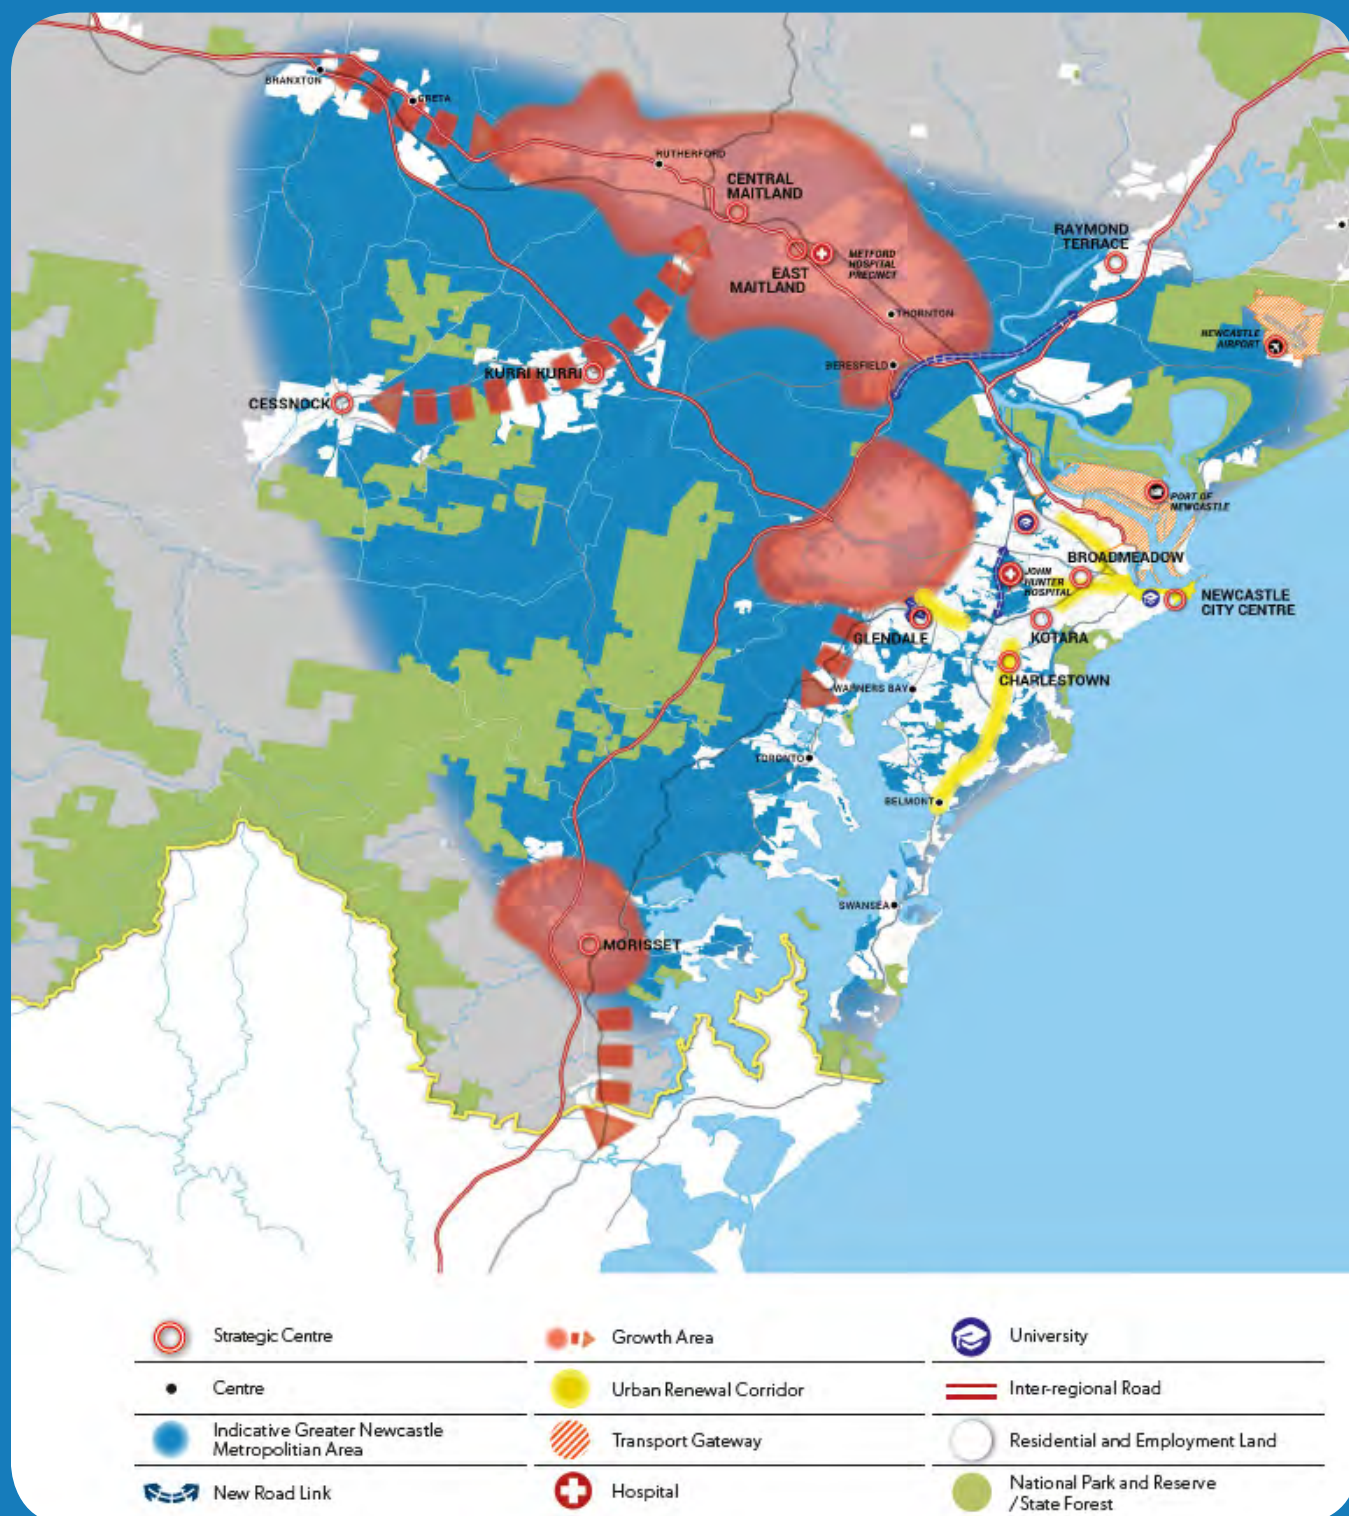 BRANXTON
GRETA
RUTHERFORD
CENTRAL
MAITLAND
RAYMOND
TERRACE
METFORD
HOSPITAL
PRECINCT
EAST
MAITLAND
THORNTON
NEWCASTLE
AIRPORT
BERESFIELD
KURRI KURRI
CESSNOCK
PORT OF
NEWCASTLE
BROADMEADOW
JOHN
HUNTER
HOSPITAL
NEWCASTLE
CITY CENTRE
GLENDALE
KOTARA
CHARLESTOWN
WARNERS BAY
TORONTO
BELMONT
SWANSEA
MORISSET
Strategic Centre
Growth Area
University
Centre
Urban Renewal Corridor
Inter-regional Road
Indicative Greater Newcastle
Metropolitian Area
Transport Gateway
Residential and Employment Land
New Road Link
Hospital
National Park and Reserve
/State Forest